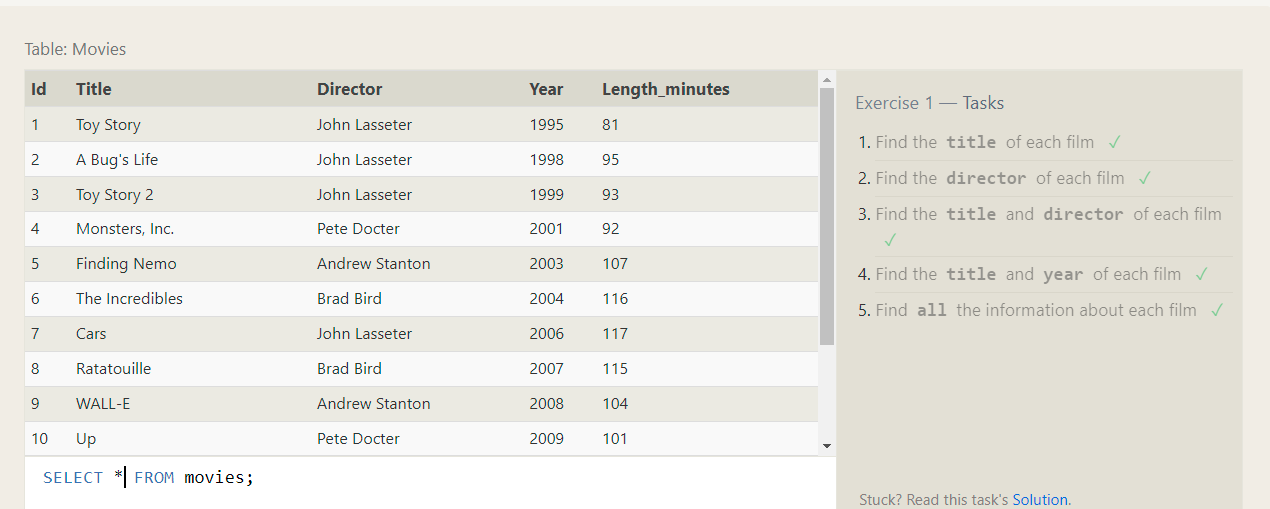 Table: Movies
Id Title Director Year Length_minutes
1 Toy Story John Lasseter 1995 81
2 A Bug's Life John Lasseter 1998 95
3 Toy Story 2 John Lasseter 1999 93
4 Monsters, Inc. Pete Docter 2001 92
5 Finding Nemo Andrew Stanton 2003 107
6 The Incredibles Brad Bird 2004 116
7 Cars John Lasseter 2006 117
8 Ratatouille Brad Bird 2007 115
9 WALL-E Andrew Stanton 2008 104
10 Up Pete Docter 2009 101
SELECT * FROM movies;
Exercise 1 — Tasks
1. Find the title of each film ✓
2. Find the director of each film ✓
3. Find the title and director of each film
✓
4. Find the title and year of each film ✓
5. Find all the information about each film ✓
Stuck? Read this task's Solution.